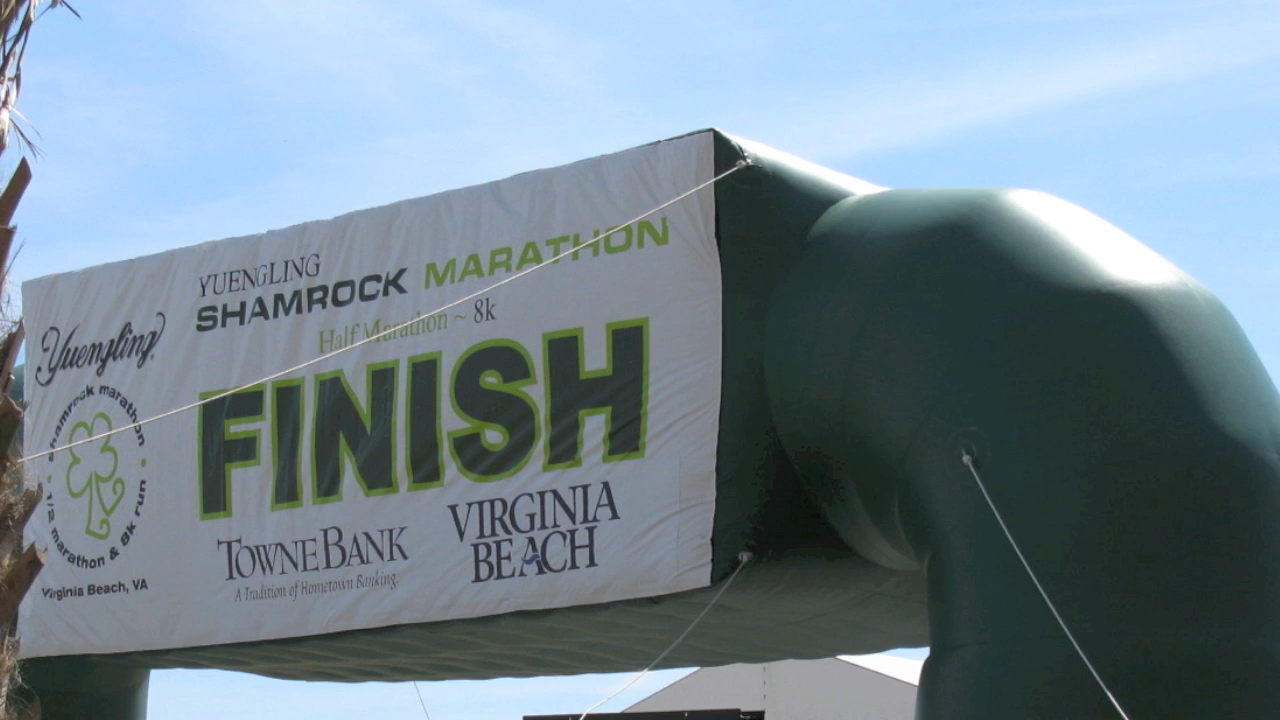 YUENGLING
SHAMROCK MARATHON
Half Marathon ~ 8k
FINISH
Yuengling
shamrock marathon
1/2 marathon & 8k run
Virginia Beach, VA
TOWNEBANK
A Tradition of Hometown Banking.
VIRGINIA
BEACH